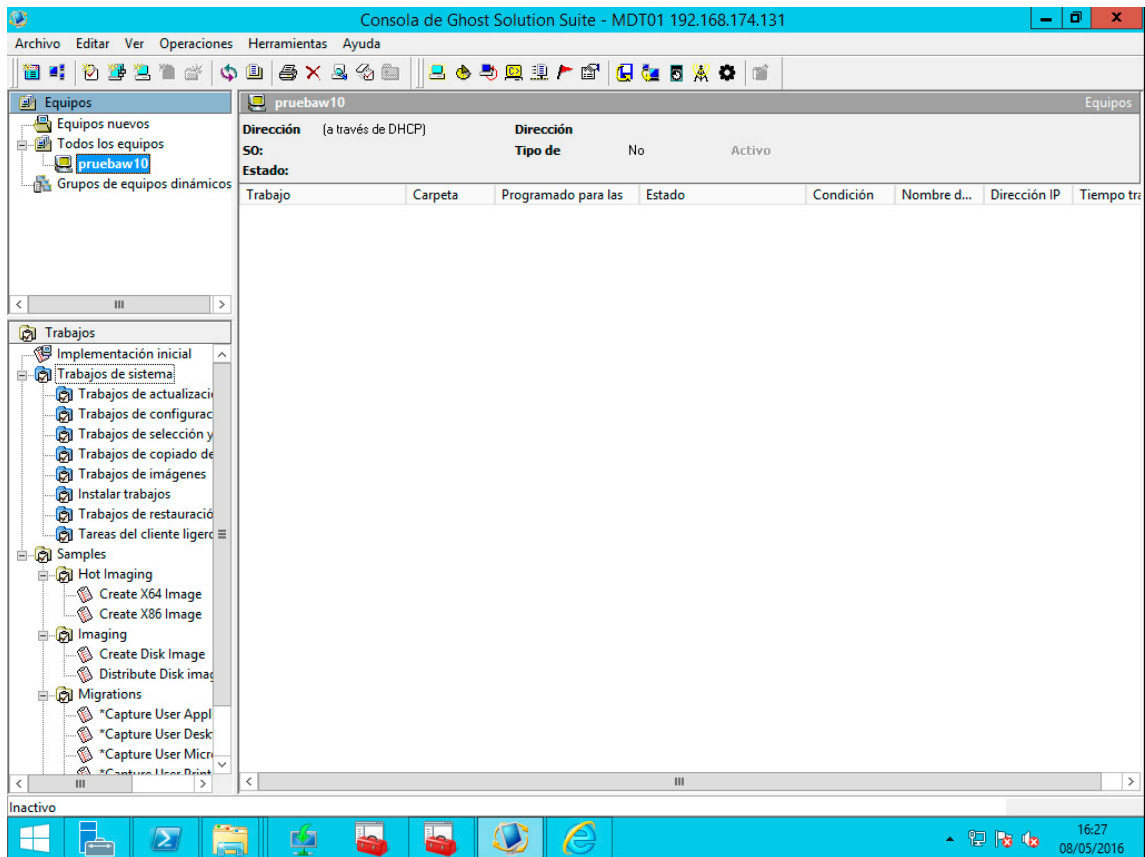 Consola de Ghost Solution Suite - MDT01 192.168.174.131
Archivo Editar Ver Operaciones Herramientas Ayuda
Equipos
Equipos nuevos
Todos los equipos
pruebaw10
Grupos de equipos dinámicos
pruebaw10 Equipos
Dirección (a través de DHCP) Dirección
SO: Tipo de No Activo
Estado:
Trabajo Carpeta Programado para las Estado Condición Nombre d... Dirección IP Tiempo tra
Trabajos
Implementación inicial
Trabajos de sistema
Trabajos de actualizaci
Trabajos de configurac
Trabajos de selección y
Trabajos de copiado de
Trabajos de imágenes
Instalar trabajos
Trabajos de restauració
Tareas del cliente ligero
Samples
Hot Imaging
Create X64 Image
Create X86 Image
Imaging
Create Disk Image
Distribute Disk imag
Migrations
*Capture User Appl
*Capture User Desk
*Capture User Micr
*Capture User Print
Inactivo
16:27
08/05/2016